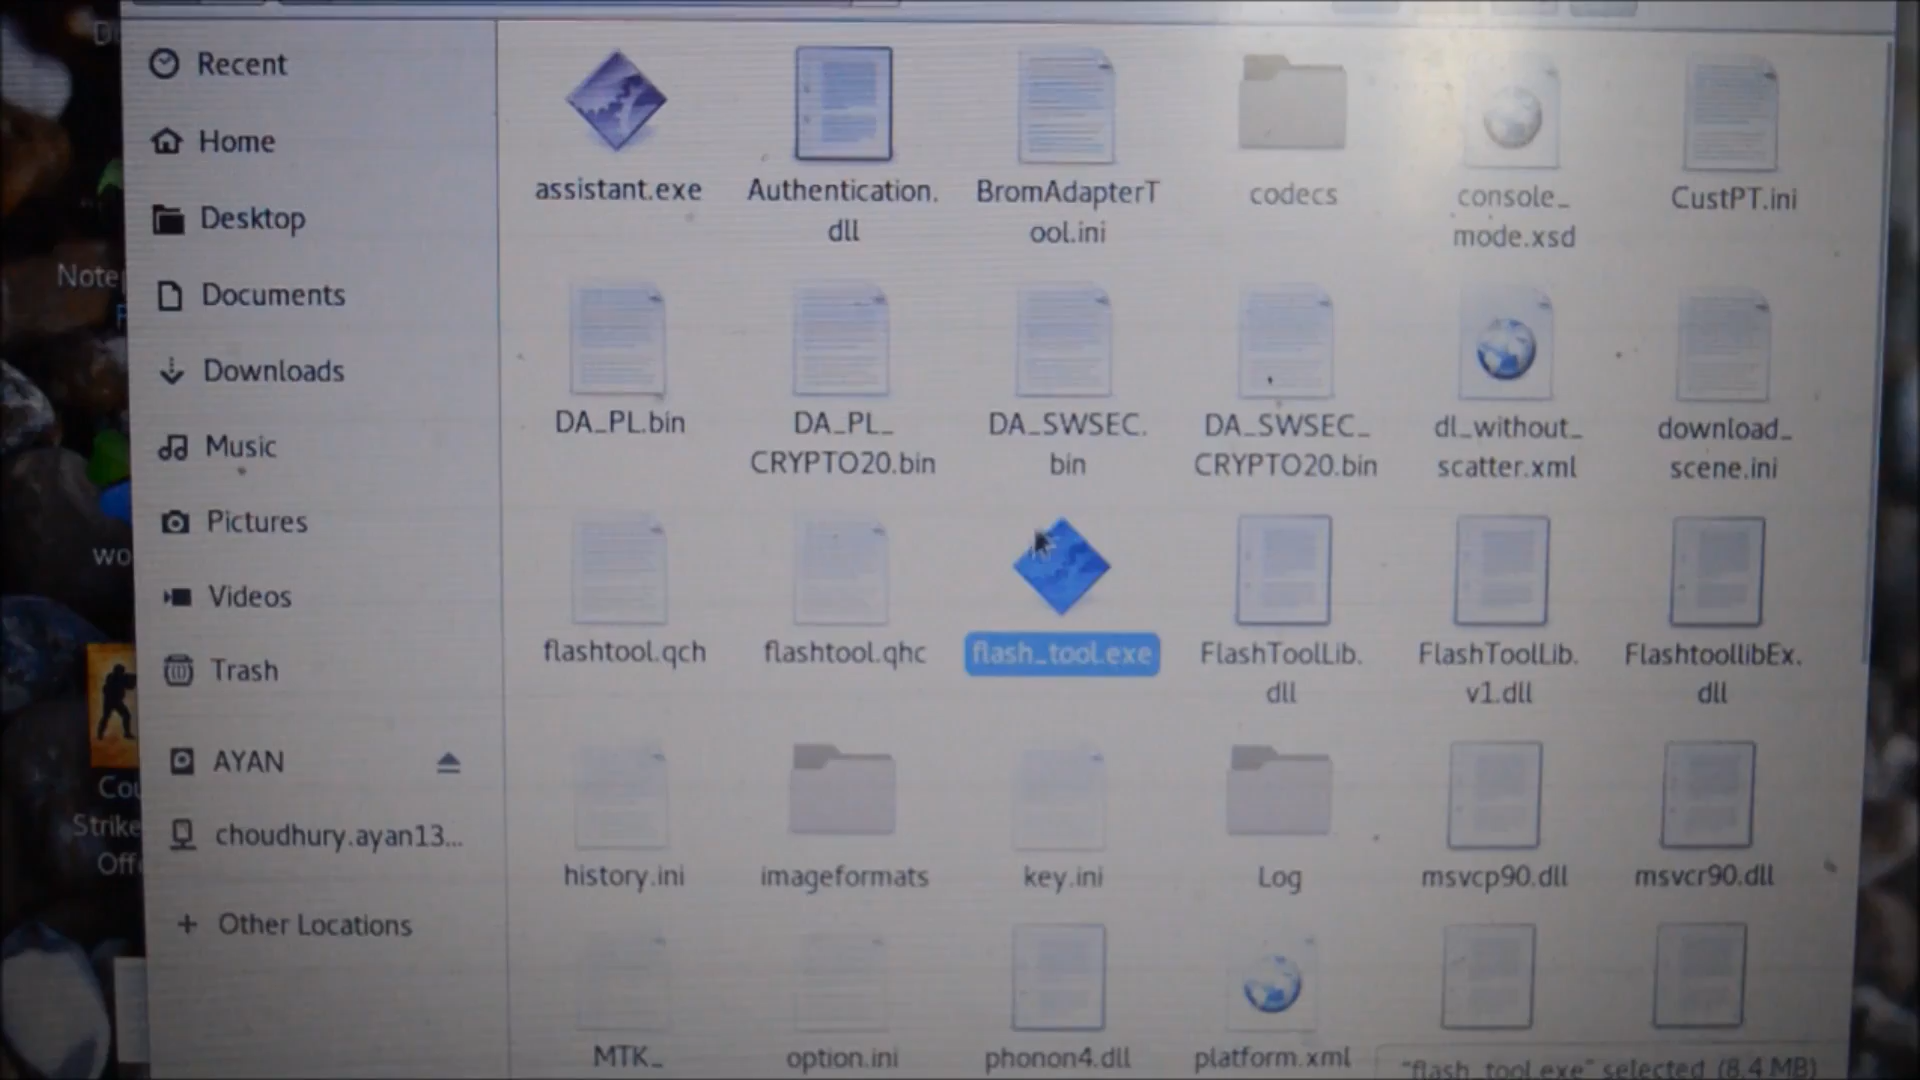 Recent
Home
Desktop
Documents
Downloads
Music
Pictures
Videos
Trash
AYAN
choudhury.ayan13...
+ Other Locations
Note
wo
Strike
assistant.exe
Authentication.
dll
BromAdapterT
ool.ini
codecs
console_
mode.xsd
CustPT.ini
DA_PL.bin
DA_PL_
CRYPTO20.bin
DA_SWSEC.
bin
DA_SWSEC_
CRYPTO20.bin
dl_without_
scatter.xml
download_
scene.ini
flashtool.qch
flashtool.qhc
flash_tool.exe
FlashToolLib.
dll
FlashToolLib.
v1.dll
FlashtoollibEx.
dll
history.ini
imageformats
key.ini
Log
msvcp90.dll
msvcr90.dll
MTK_
option.ini
phonon4.dll
platform.xml
"flash_tool.exe" selected (8.4 MB)